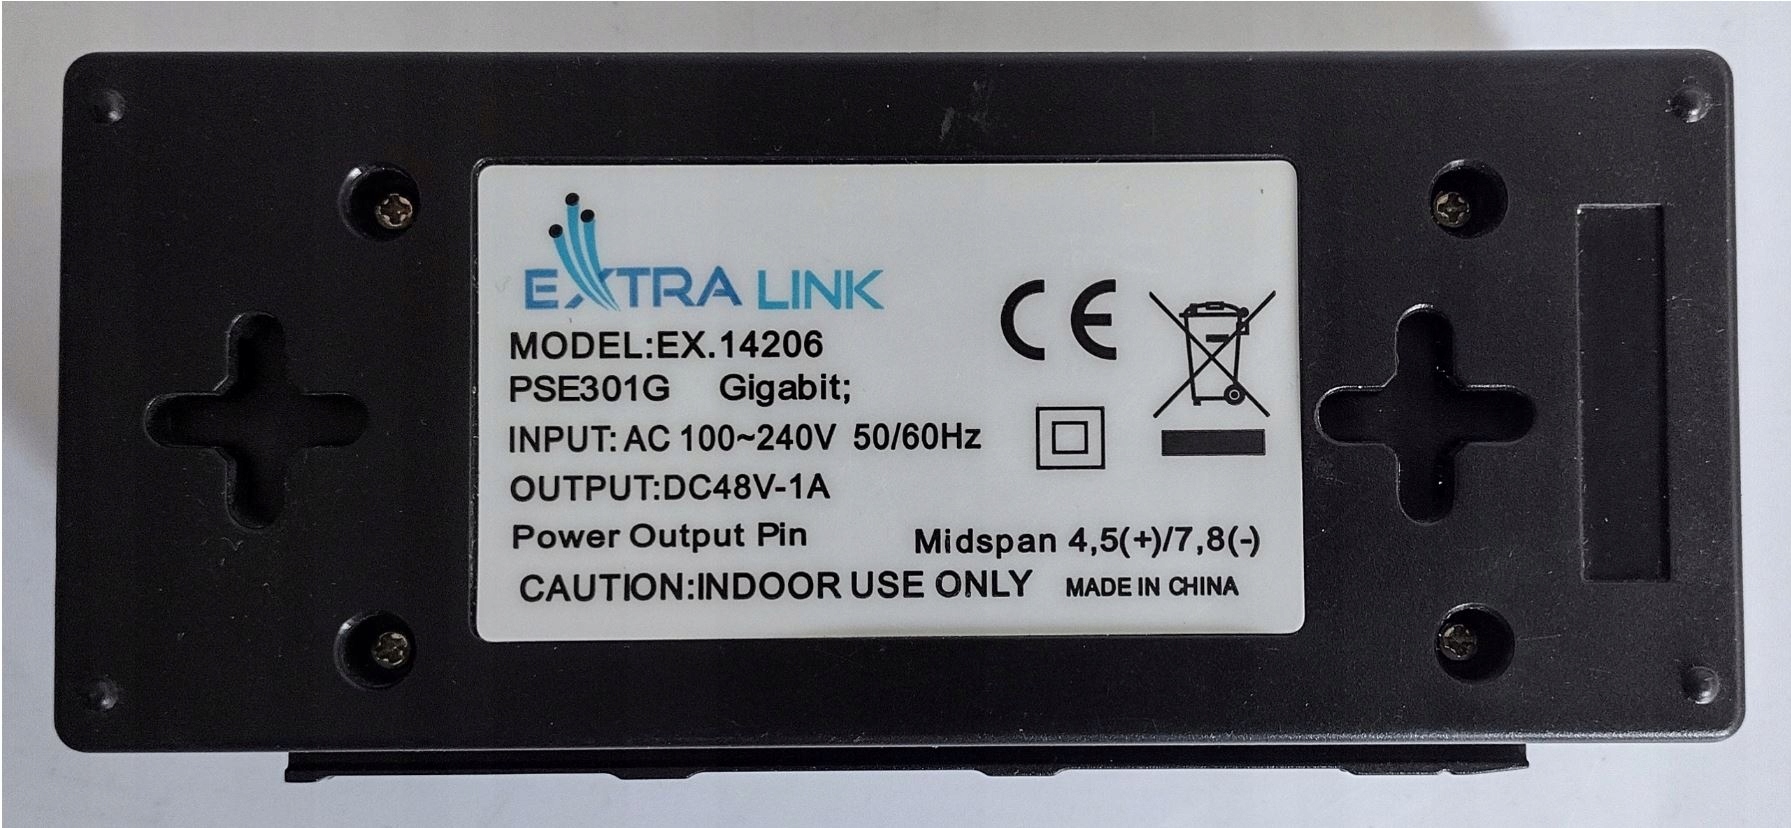 EXTRA LINK
MODEL:EX.14206
PSE301G Gigabit;
INPUT: AC 100~240V 50/60Hz
OUTPUT:DC48V-1A
Power Output Pin Midspan 4,5(+)/7,8(-)
CAUTION:INDOOR USE ONLY MADE IN CHINA
CE